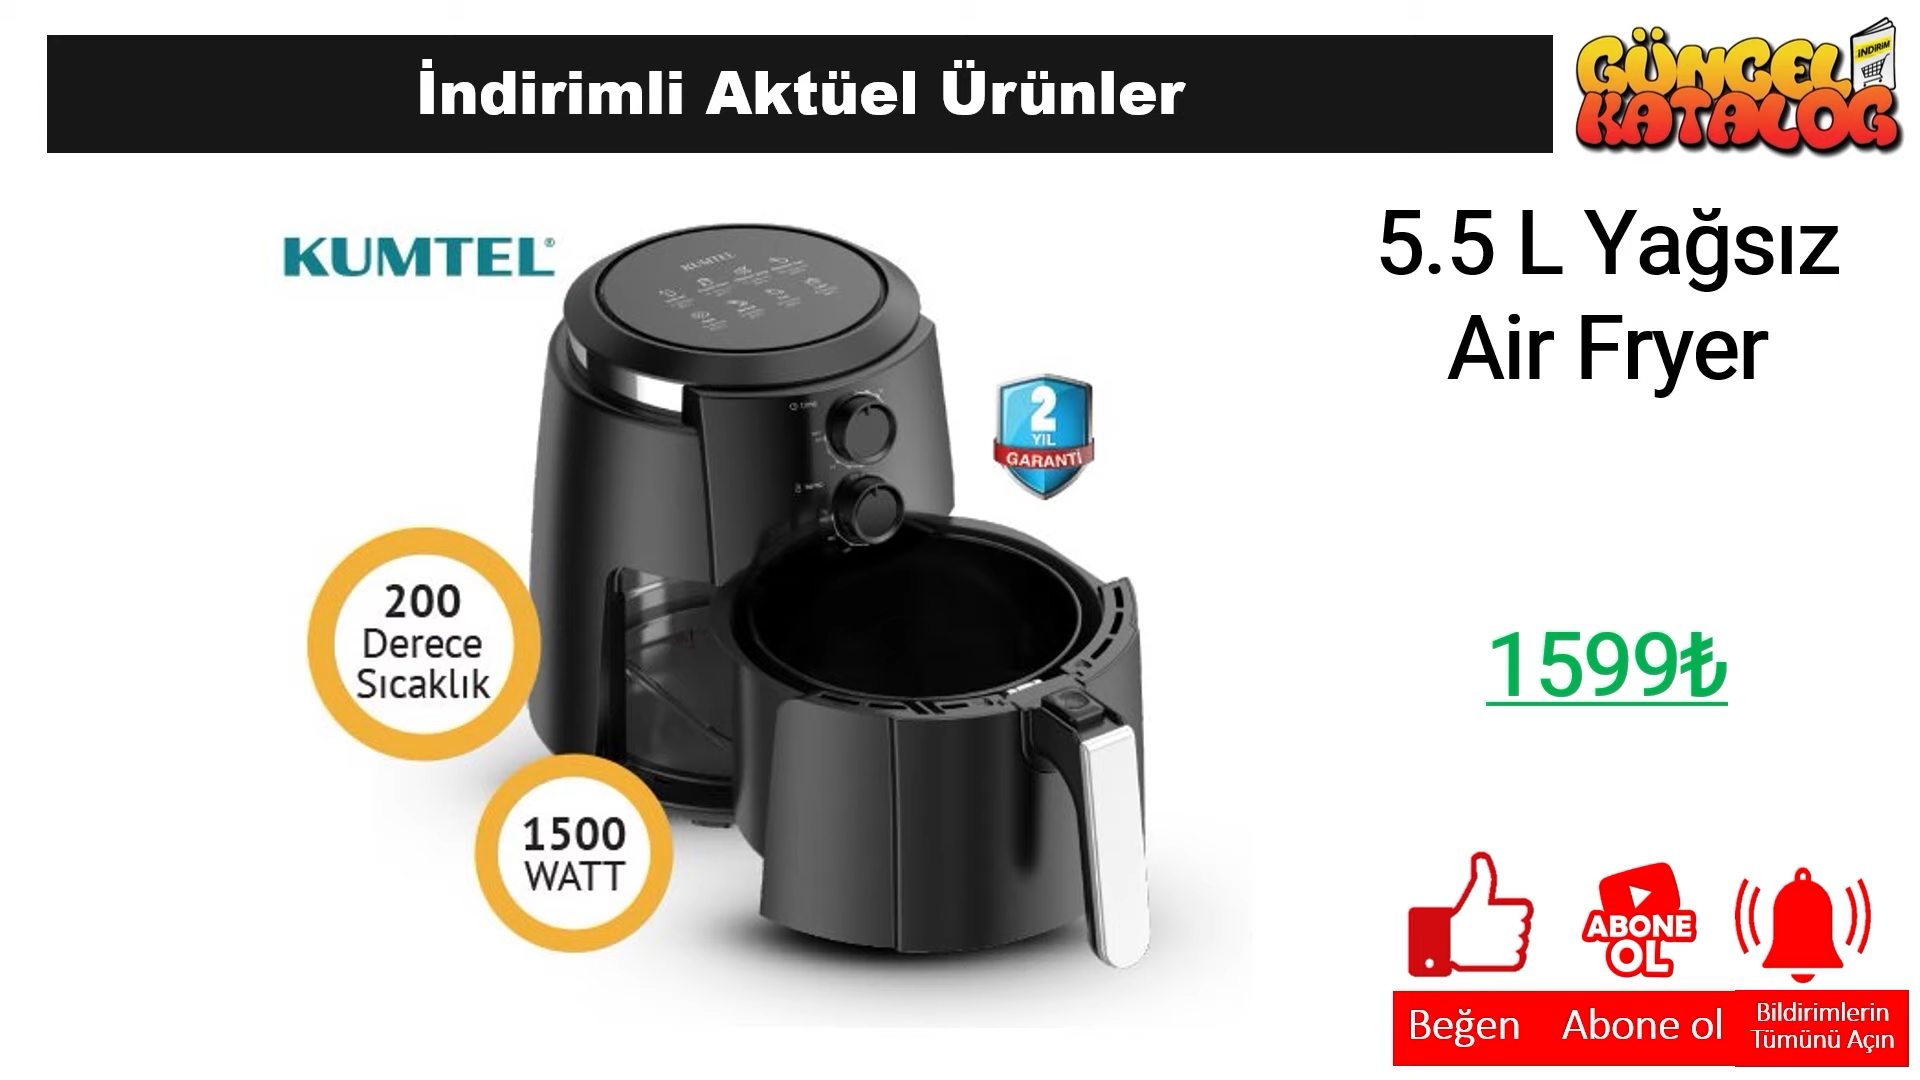 İndirimli Aktüel Ürünler
GÜNCEL
KATALOG
İNDİRİM
KUMTEL®
5.5 L Yağsız
Air Fryer
KUMTEL
2
YIL
GARANTİ
200
Derece
Sıcaklık
1500
WATT
1599₺
ABONE
OL
Beğen
Abone ol
Bildirimlerin
Tümünü Açın